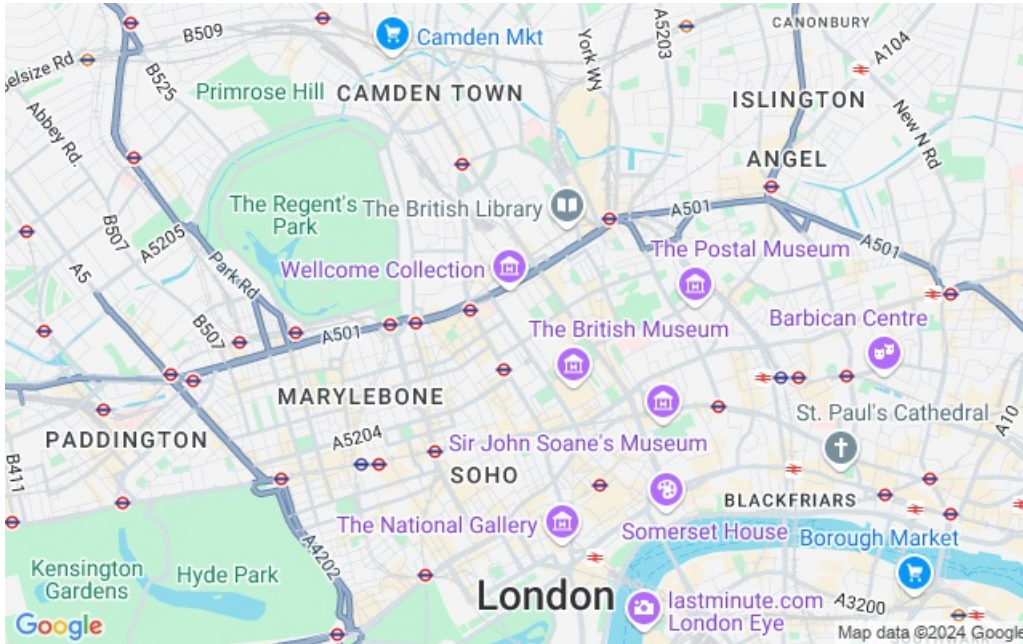 B509
Camden Mkt
York WY
A5203
CANONBURY
A104
elsize Rd
B525
Primrose Hill
CAMDEN TOWN
ISLINGTON
New N Rd
Abbey Rd.
ANGEL
The Regent's
Park
The British Library
A501
B507
A5205
Park Rd
Wellcome Collection
The Postal Museum
A501
A5
B507
A501
The British Museum
Barbican Centre
MARYLEBONE
St. Paul's Cathedral
A10
PADDINGTON
A5204
Sir John Soane's Museum
B411
SOHO
BLACKFRIARS
The National Gallery
Somerset House
Borough Market
A4202
Kensington
Gardens
Hyde Park
London
lastminute.com
London Eye
A3200
Google
Map data ©2024 Google